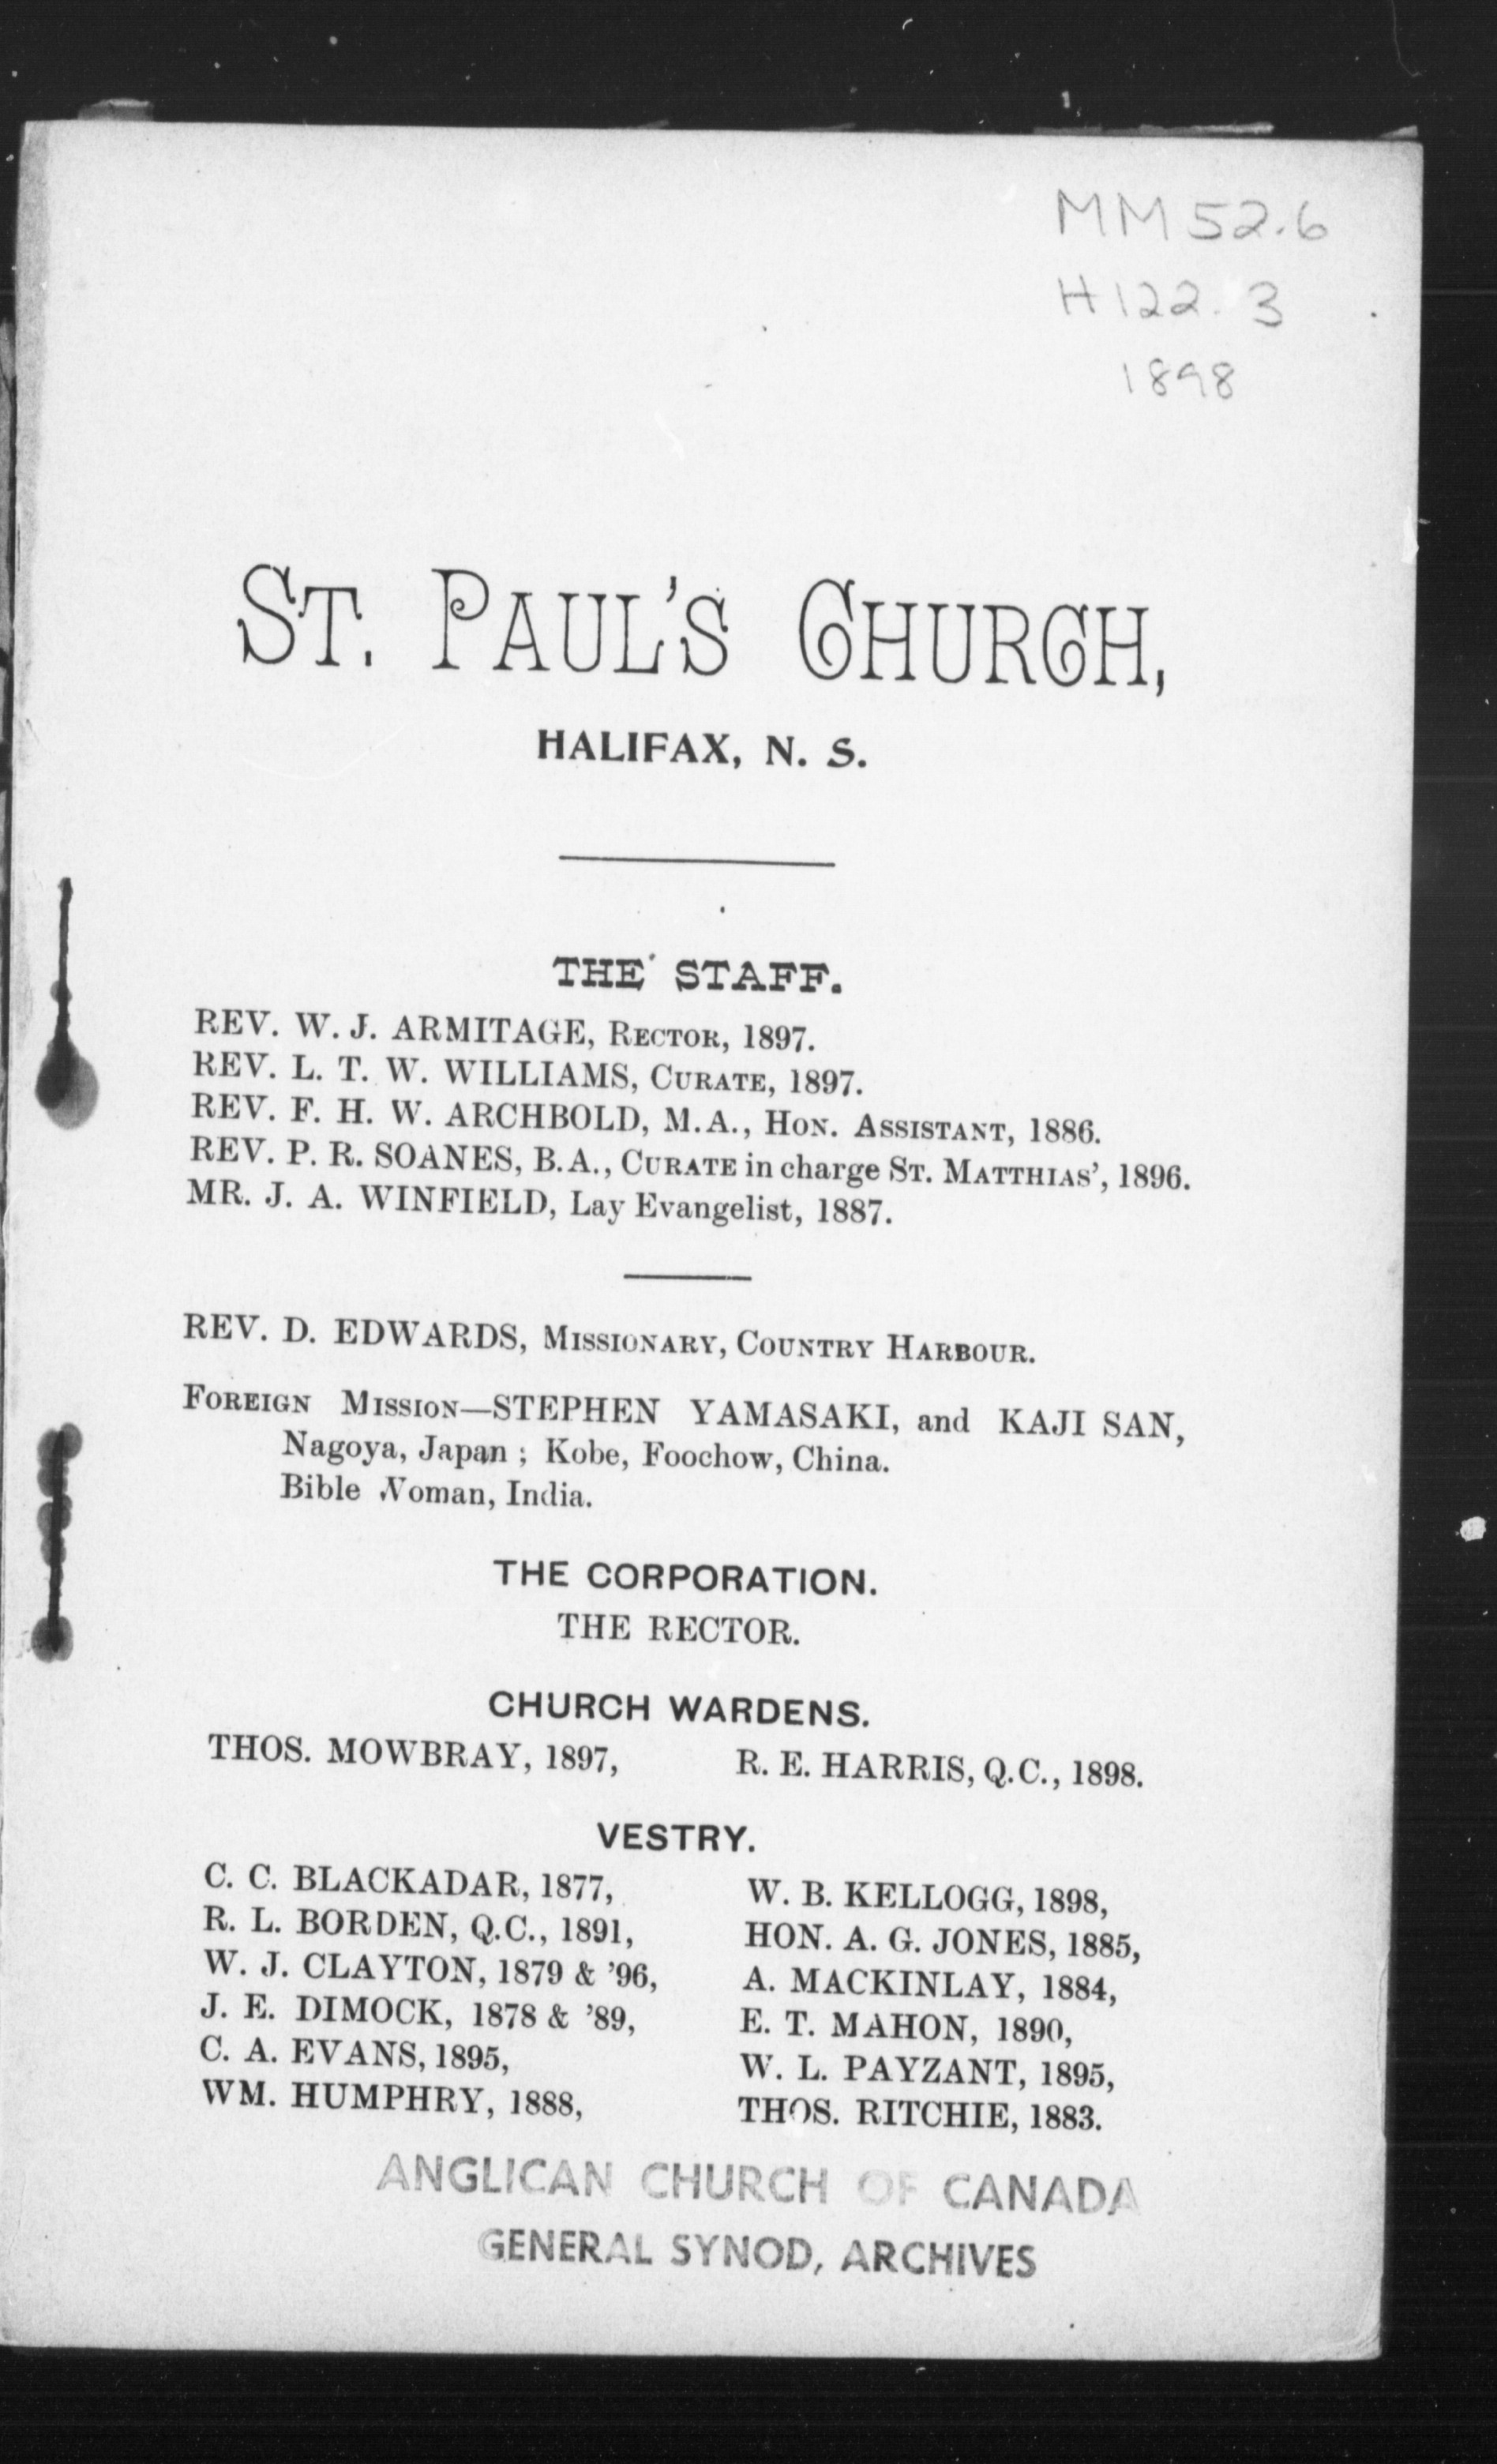 MM 52.6
H 122. 3
1898
ST. PAUL'S CHURCH,
HALIFAX, N. S.
THE STAFF.
REV. W. J. ARMITAGE, RECTOR, 1897.
REV. L. T. W. WILLIAMS, CURATE, 1897.
REV. F. H. W. ARCHBOLD, M.A., HON. ASSISTANT, 1886.
REV. P. R. SOANES, B.A., CURATE in charge ST. MATTHIAS', 1896.
MR. J. A. WINFIELD, Lay Evangelist, 1887.
REV. D. EDWARDS, MISSIONARY, COUNTRY HARBOUR.
FOREIGN MISSION—STEPHEN YAMASAKI, and KAJI SAN,
Nagoya, Japan ; Kobe, Foochow, China.
Bible Woman, India.
THE CORPORATION.
THE RECTOR.
CHURCH WARDENS.
THOS. MOWBRAY, 1897, R. E. HARRIS, Q.C., 1898.
VESTRY.
C. C. BLACKADAR, 1877, W. B. KELLOGG, 1898,
R. L. BORDEN, Q.C., 1891, HON. A. G. JONES, 1885,
W. J. CLAYTON, 1879 & '96, A. MACKINLAY, 1884,
J. E. DIMOCK, 1878 & '89, E. T. MAHON, 1890,
C. A. EVANS, 1895, W. L. PAYZANT, 1895,
WM. HUMPHRY, 1888, THOS. RITCHIE, 1883.
ANGLICAN CHURCH OF CANADA
GENERAL SYNOD, ARCHIVES